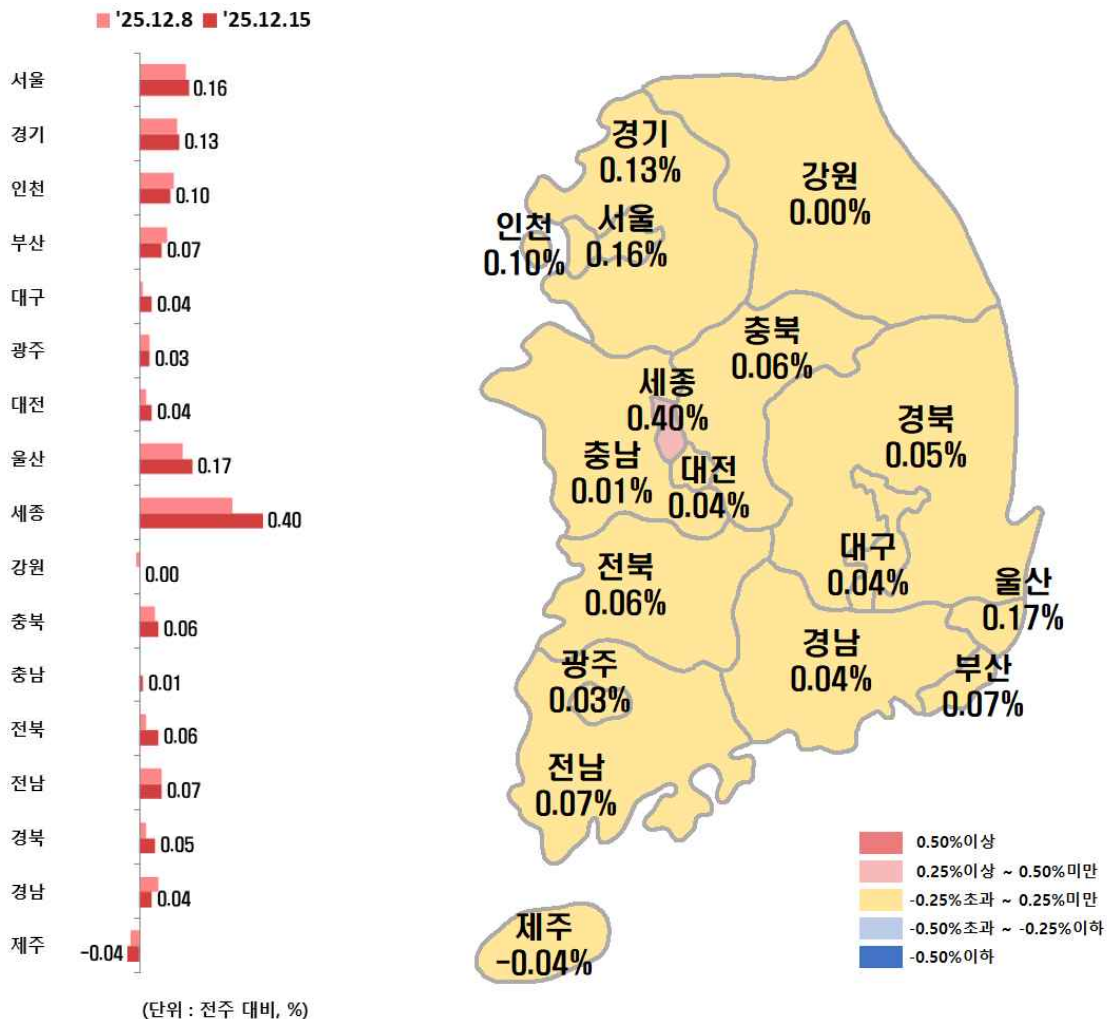 '25.12.8 '25.12.15
서울 0.16
경기 0.13
인천 0.10
부산 0.07
대구 0.04
광주 0.03
대전 0.04
울산 0.17
세종 0.40
강원 0.00
충북 0.06
충남 0.01
전북 0.06
전남 0.07
경북 0.05
경남 0.04
제주 -0.04
(단위 : 전주 대비, %)
경기
0.13%
강원
0.00%
인천
0.10%
서울
0.16%
충북
0.06%
세종
0.40%
경북
0.05%
충남
0.01%
대전
0.04%
대구
0.04%
전북
0.06%
울산
0.17%
경남
0.04%
광주
0.03%
부산
0.07%
전남
0.07%
제주
-0.04%
0.50%이상
0.25%이상 ~ 0.50%미만
-0.25%초과 ~ 0.25%미만
-0.50%초과 ~ -0.25%이하
-0.50%이하